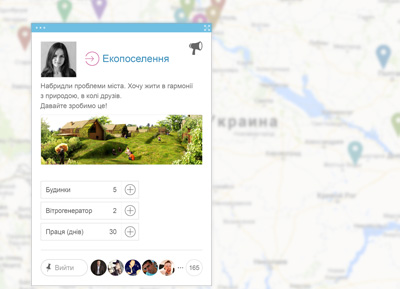 Екопоселення
Набридли проблеми міста. Хочу жити в гармонії
з природою, в колі друзів.
Давайте зробимо це!
Украина
Будинки 5
Вітрогенератор 2
Праця (днів) 30
Вийти
165